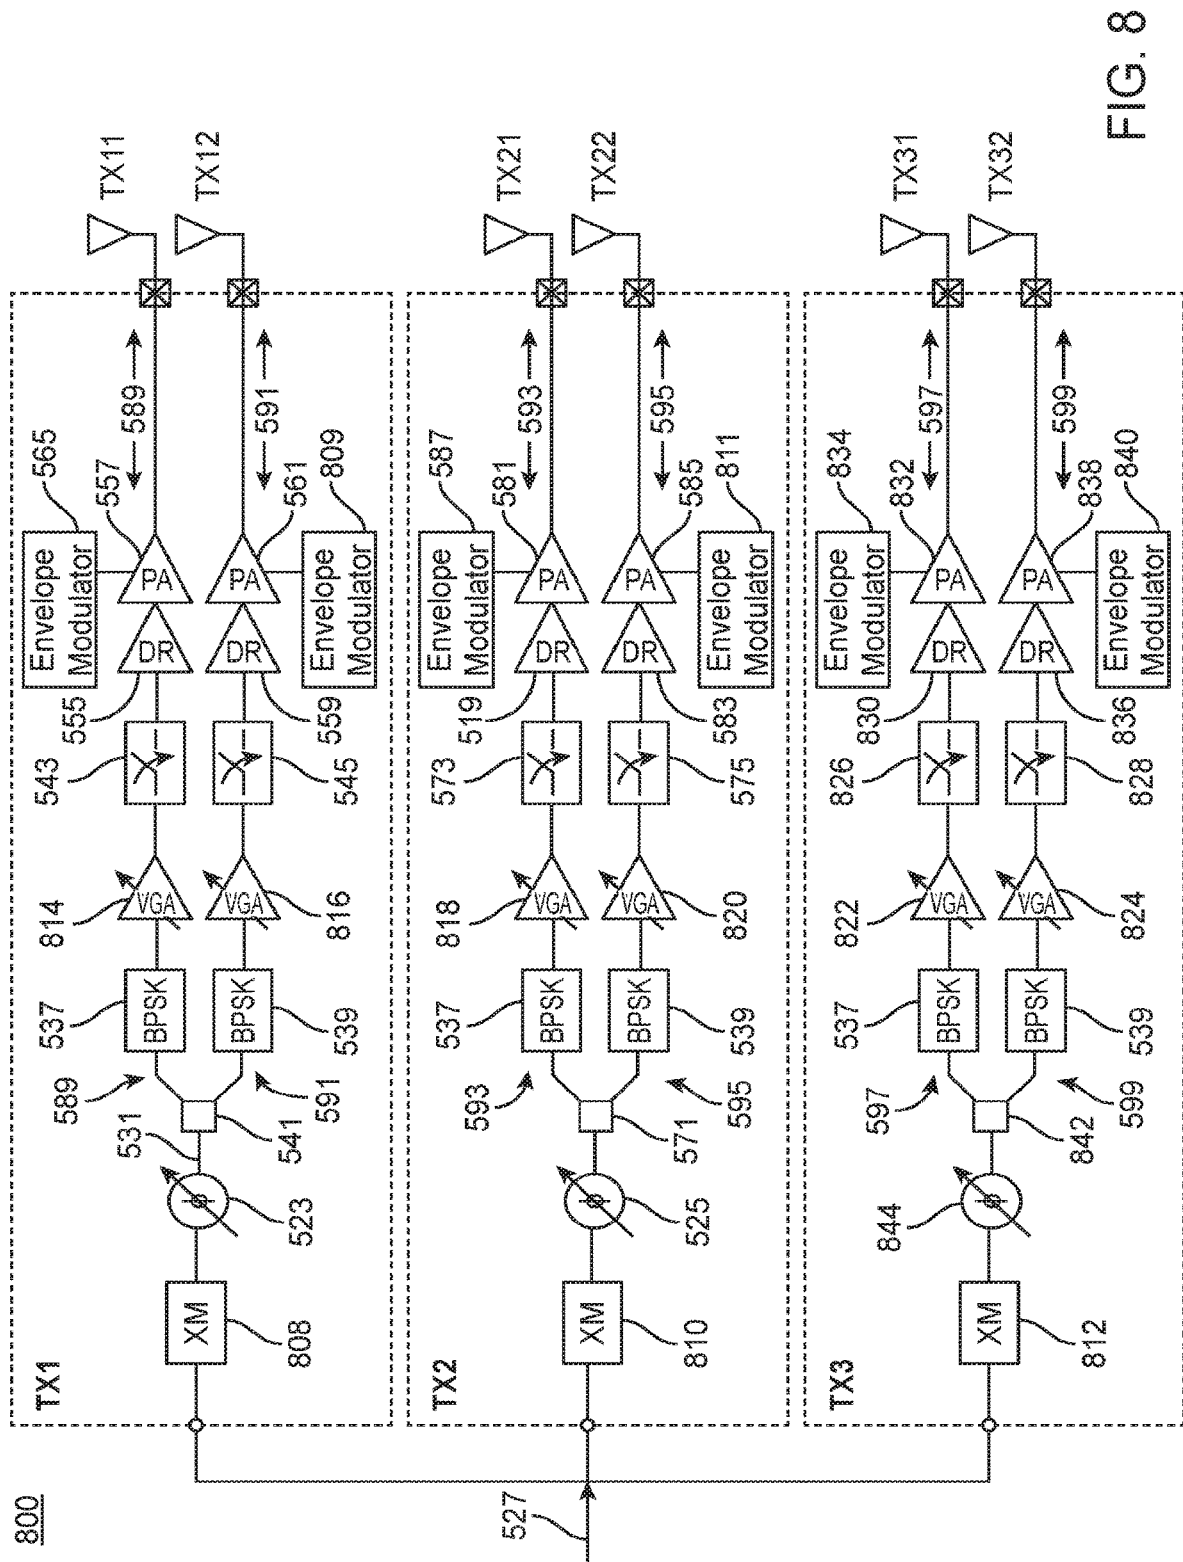 800
527
TX1
XM
808
523
531
541
589
591
537
BPSK
BPSK
539
814
VGA
VGA
816
543
545
555
DR
DR
559
Envelope
Modulator
565
557
PA
PA
561
Envelope
Modulator
809
589
591
TX11
TX12
TX2
XM
810
525
571
593
595
537
BPSK
BPSK
539
818
VGA
VGA
820
573
575
519
DR
DR
583
Envelope
Modulator
587
581
PA
PA
585
Envelope
Modulator
811
593
595
TX21
TX22
TX3
XM
812
844
842
597
599
537
BPSK
BPSK
539
822
VGA
VGA
824
826
828
830
DR
DR
836
Envelope
Modulator
834
832
PA
PA
838
Envelope
Modulator
840
597
599
TX31
TX32
FIG. 8